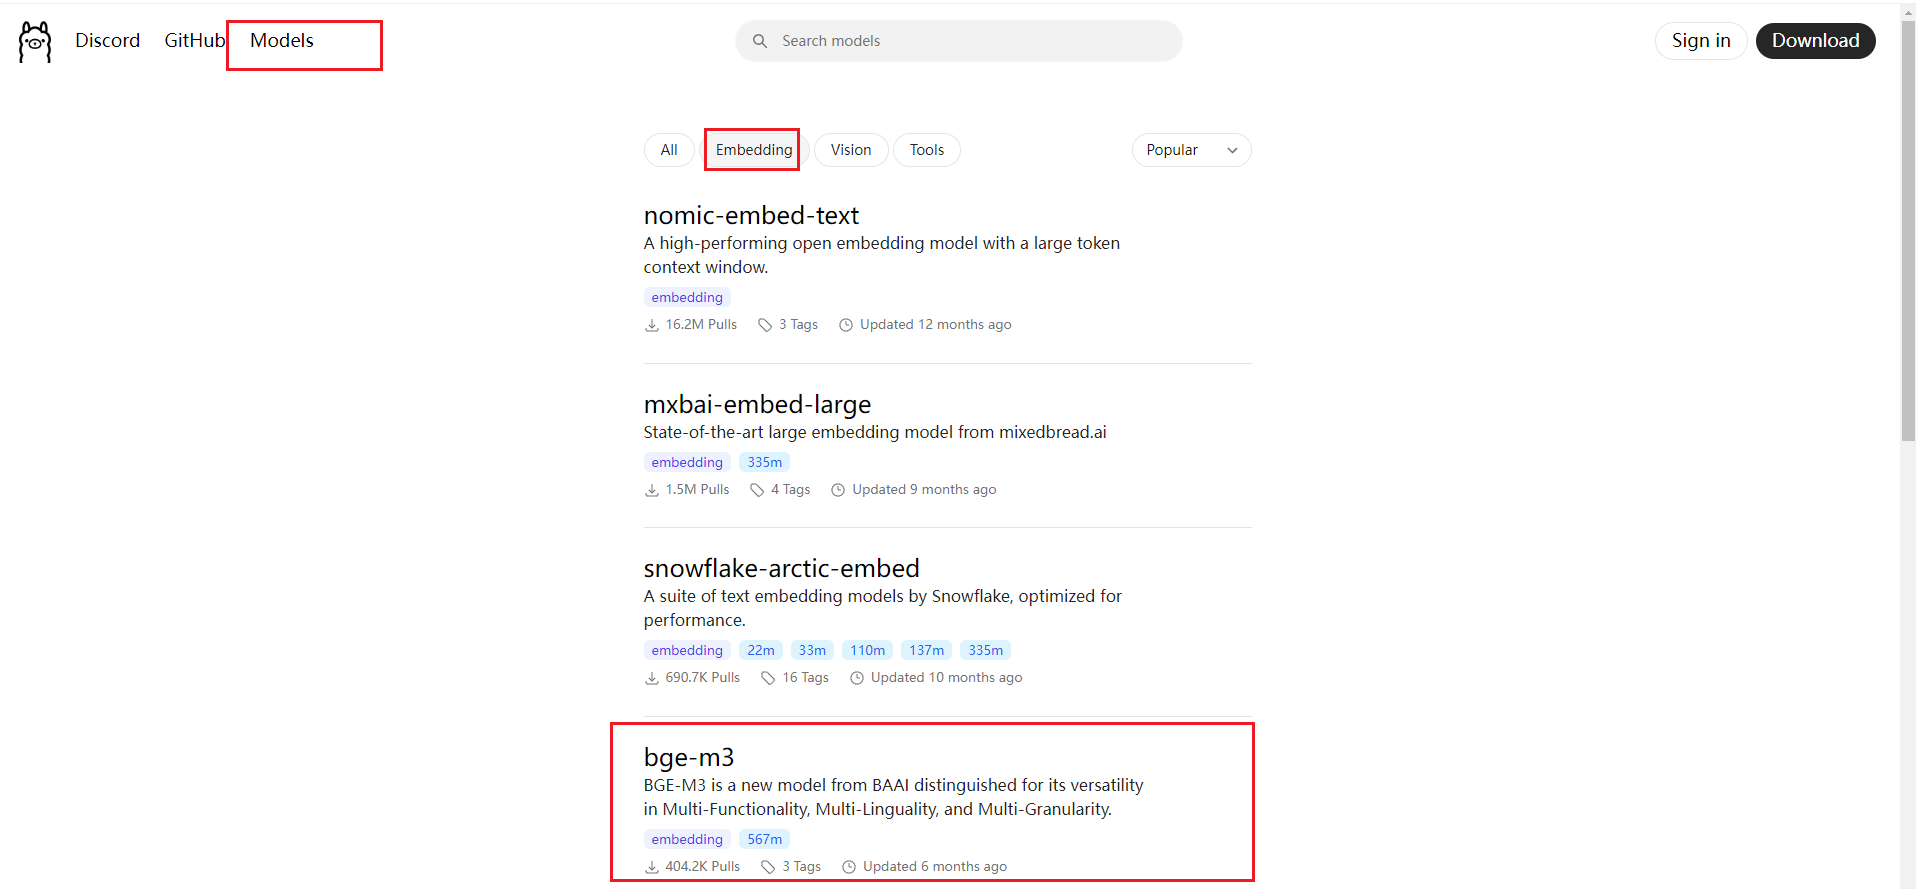 Discord GitHub Models Search models Sign in Download
All Embedding Vision Tools Popular
nomic-embed-text
A high-performing open embedding model with a large token
context window.
embedding
16.2M Pulls 3 Tags Updated 12 months ago
mxbai-embed-large
State-of-the-art large embedding model from mixedbread.ai
embedding 335m
1.5M Pulls 4 Tags Updated 9 months ago
snowflake-arctic-embed
A suite of text embedding models by Snowflake, optimized for
performance.
embedding 22m 33m 110m 137m 335m
690.7K Pulls 16 Tags Updated 10 months ago
bge-m3
BGE-M3 is a new model from BAAI distinguished for its versatility
in Multi-Functionality, Multi-Linguality, and Multi-Granularity.
embedding 567m
404.2K Pulls 3 Tags Updated 6 months ago